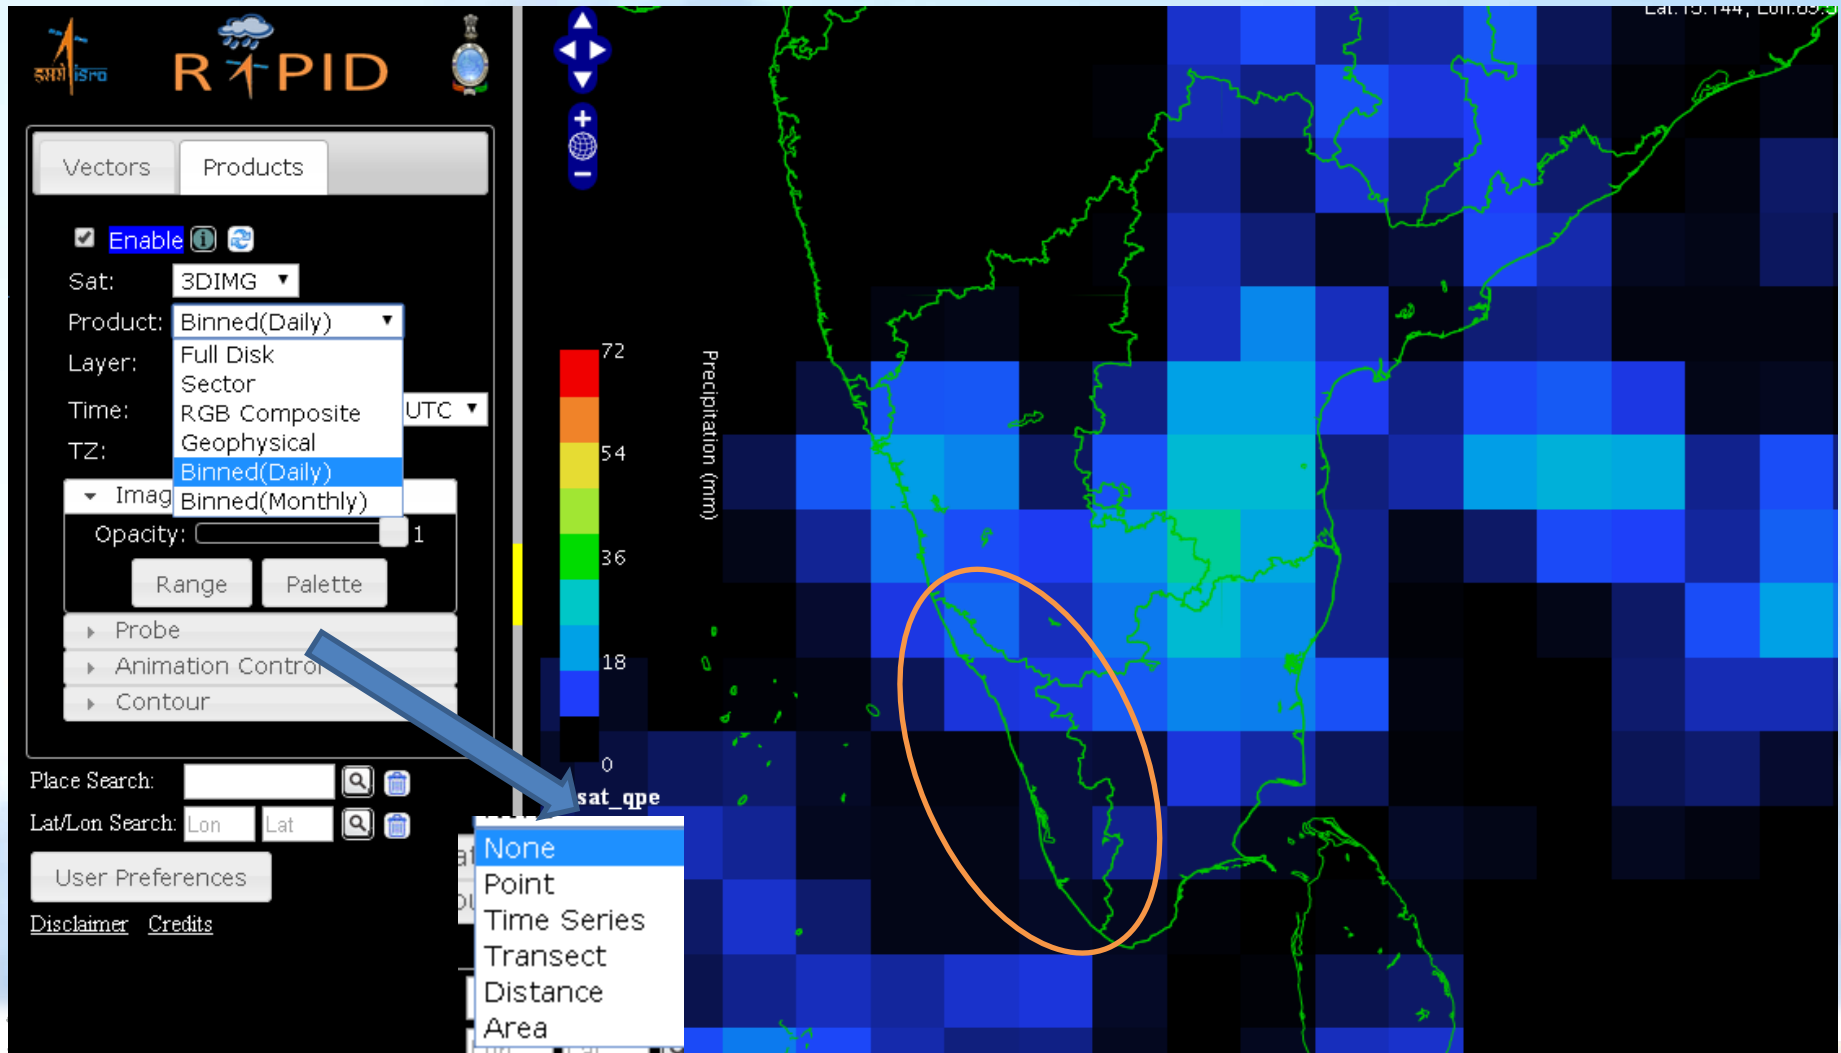 इसरो isro
RAPID
Vectors Products
Enable
Sat: 3DIMG
Product: Binned(Daily)
Full Disk
Layer:
Sector
RGB Composite
Time: UTC
Geophysical
TZ:
Binned(Daily)
Imag
Binned(Monthly)
Opacity: 1
Range Palette
Probe
Animation Control
Contour
Place Search:
Lat/Lon Search: Lon Lat
User Preferences
Disclaimer Credits
72
54
36
18
0
Precipitation (mm)
sat_qpe
None
Point
Time Series
Transect
Distance
Area